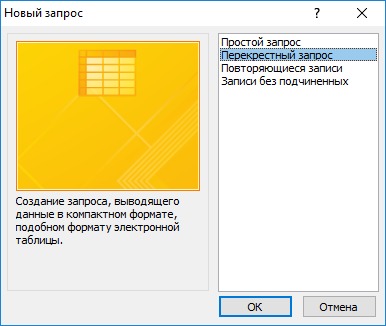 Новый запрос
?
Создание запроса, выводящего
данные в компактном формате,
подобном формату электронной
таблицы.
Простой запрос
Перекрестный запрос
Повторяющиеся записи
Записи без подчиненных
ОК
Отмена